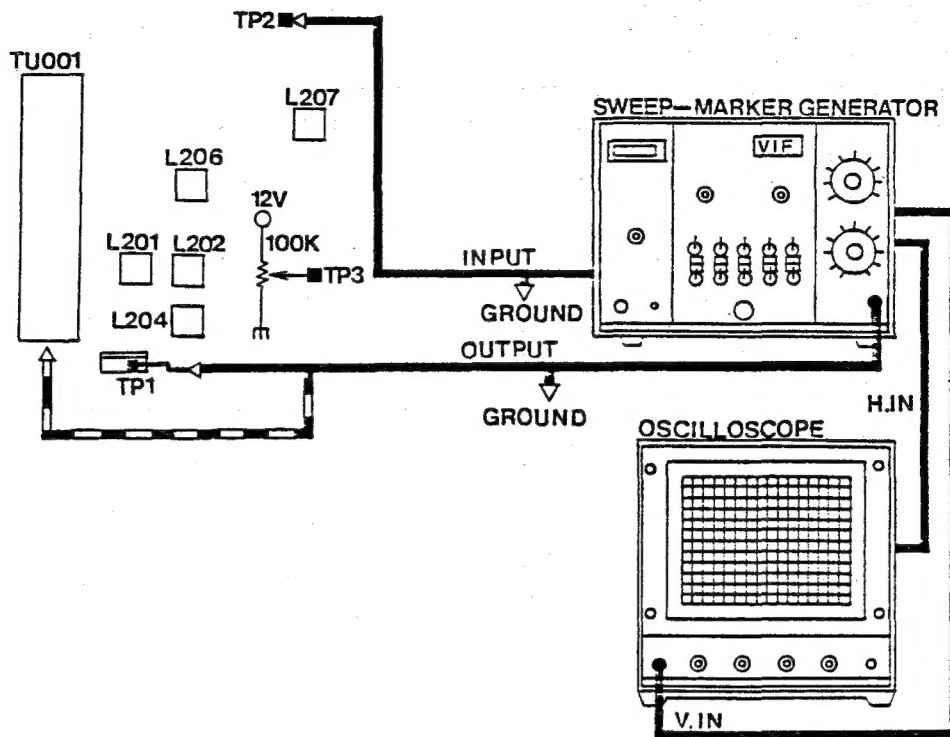 TP2
TU001
L207
SWEEP–MARKER GENERATOR
VIF
L206
12V
100K
L201
L202
INPUT
TP3
GROUND
L204
OUTPUT
TP1
GROUND
H.IN
OSCILLOSCOPE
V.IN